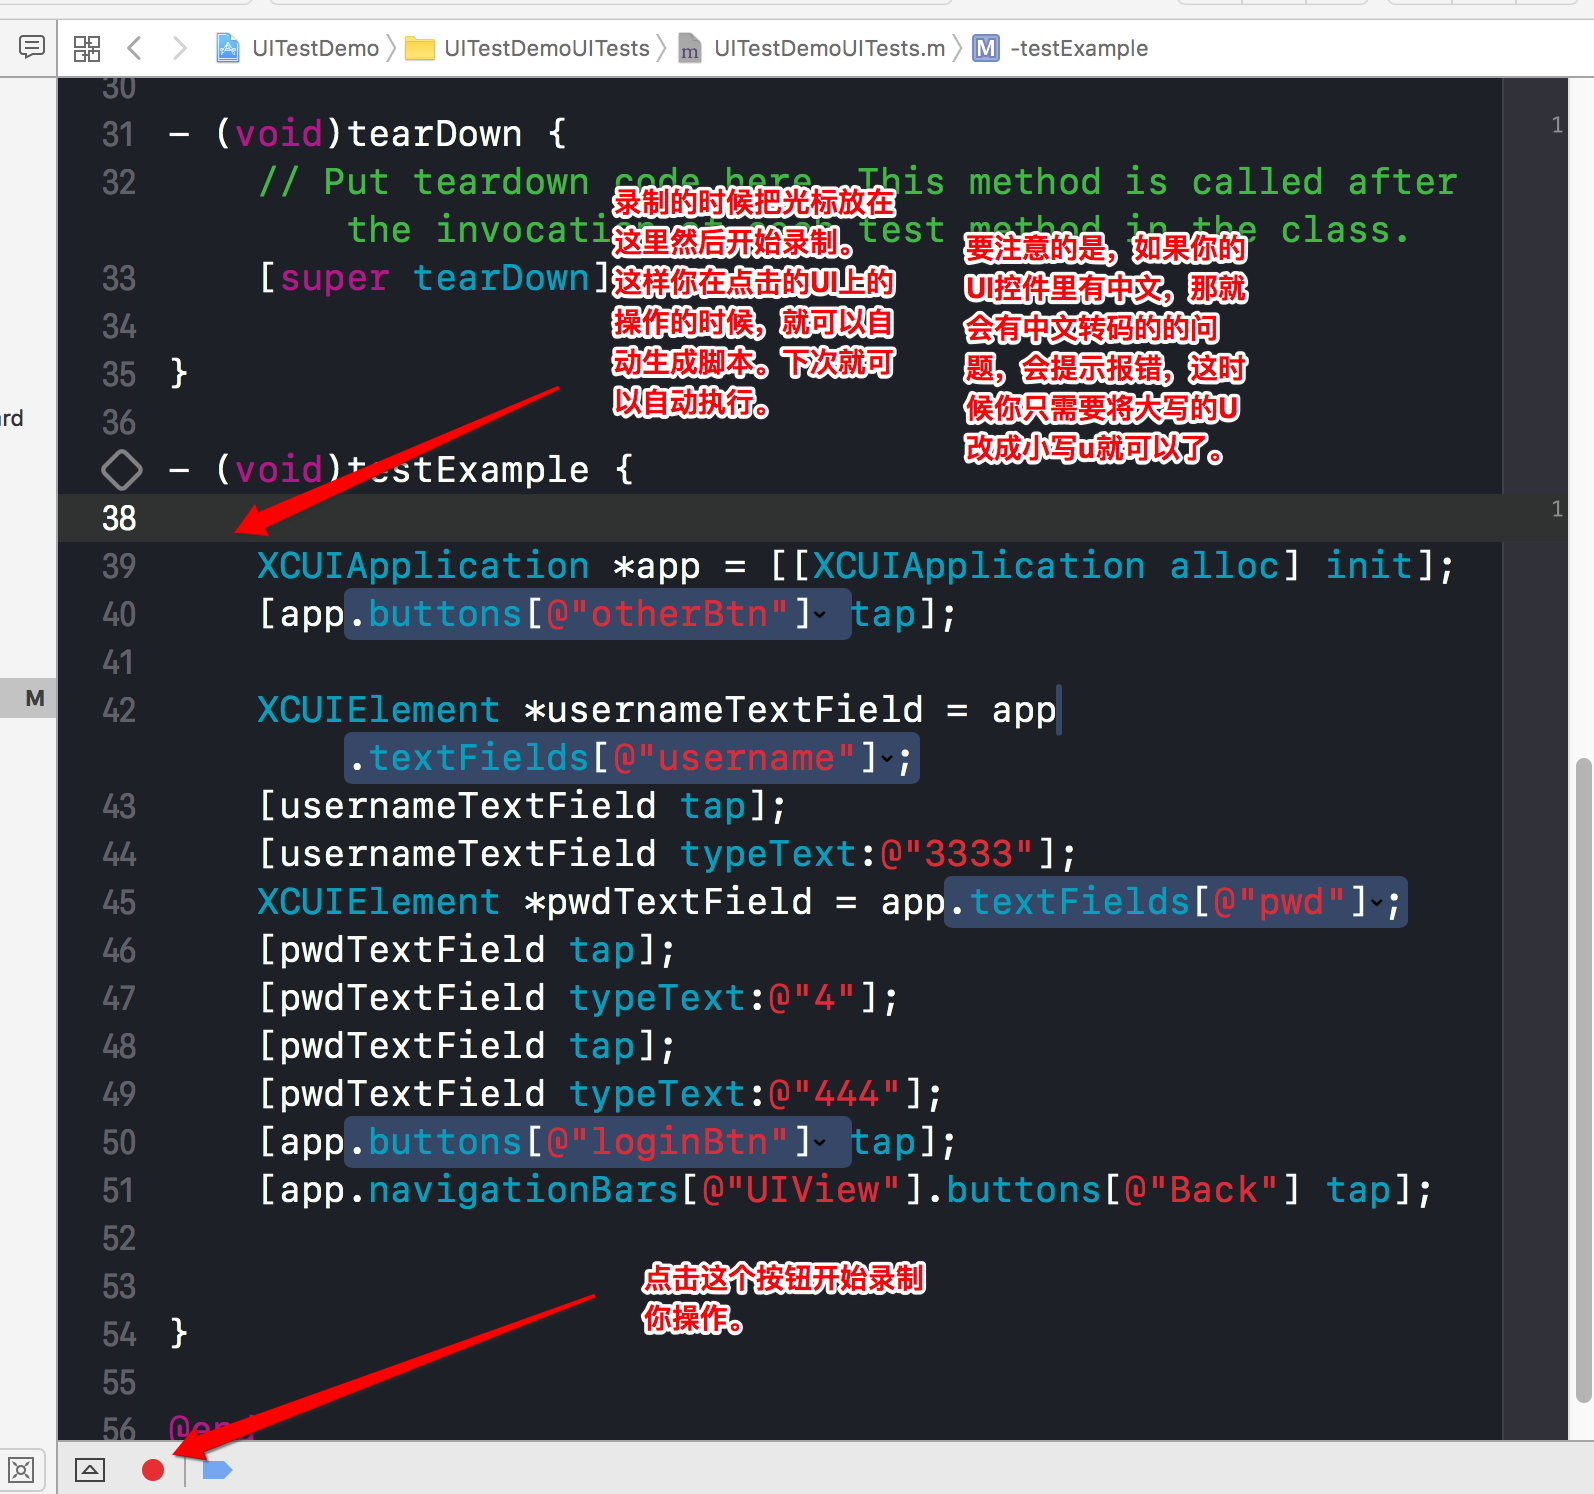 UITestDemo UITestDemoUITests UITestDemoUITests.m M -testExample
30
31 - (void)tearDown {
32 // Put teardown code here. This method is called after
the invocation of each test method in the class.
33 [super tearDown]
34
35 }
36
- (void)testExample {
38
39 XCUIApplication *app = [[XCUIApplication alloc] init];
40 [app.buttons[@"otherBtn"] tap];
41
42 XCUIElement *usernameTextField = app
.textFields[@"username"];
43 [usernameTextField tap];
44 [usernameTextField typeText:@"3333"];
45 XCUIElement *pwdTextField = app.textFields[@"pwd"];
46 [pwdTextField tap];
47 [pwdTextField typeText:@"4"];
48 [pwdTextField tap];
49 [pwdTextField typeText:@"444"];
50 [app.buttons[@"loginBtn"] tap];
51 [app.navigationBars[@"UIView"].buttons[@"Back"] tap];
52
53
54 }
55
56 @end
录制的时候把光标放在
这里然后开始录制。
这样你在点击的UI上的
操作的时候，就可以自
动生成脚本。下次就可
以自动执行。
要注意的是，如果你的
UI控件里有中文，那就
会有中文转码的的问
题，会提示报错，这时
候你只需要将大写的U
改成小写u就可以了。
点击这个按钮开始录制
你操作。
1
1
ard
M